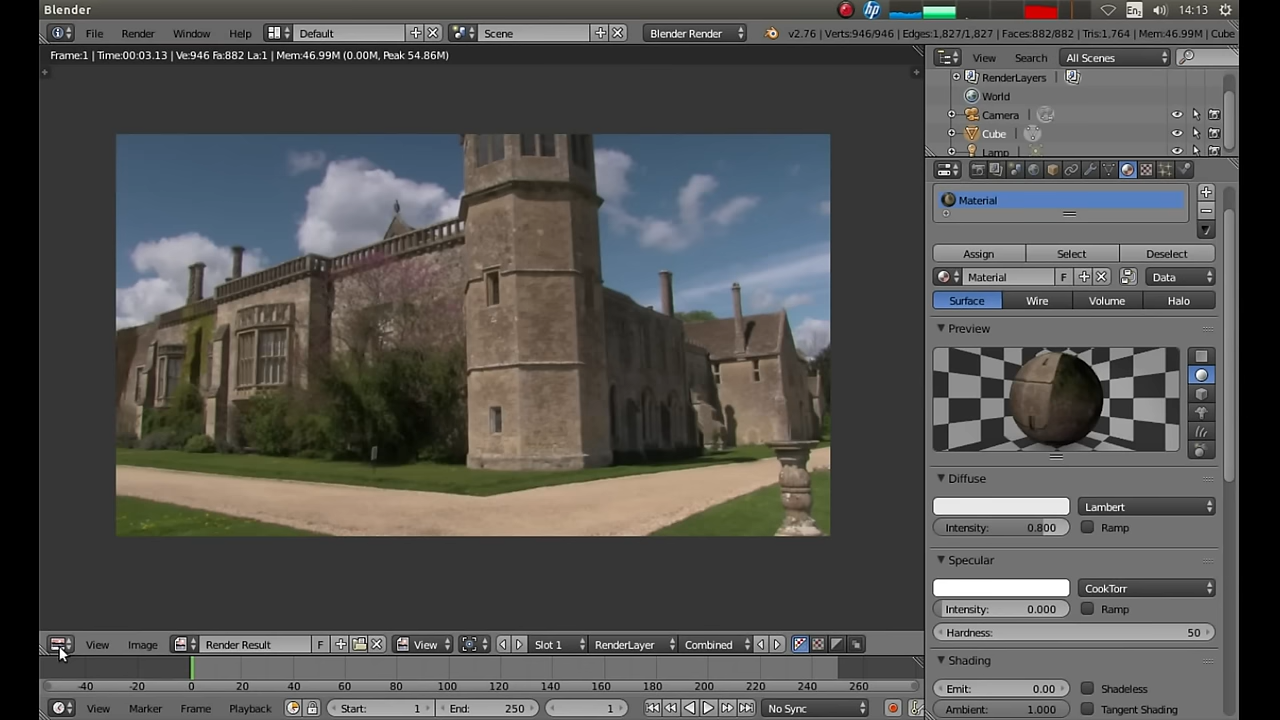 Blender
En2
14:13
File Render Window Help Default Scene Blender Render v2.76 | Verts:946/946 | Edges:1,827/1,827 | Faces:882/882 | Tris:1,764 | Mem:46.99M | Cube
Frame:1 | Time:00:03.13 | Ve:946 Fa:882 La:1 | Mem:46.99M (0.00M, Peak 54.86M)
View Search All Scenes
RenderLayers
World
Camera
Cube
Lamp
Material
Assign Select Deselect
Material F Data
Surface Wire Volume Halo
Preview
Diffuse
Lambert
Intensity: 0.800 Ramp
Specular
CookTorr
Intensity: 0.000 Ramp
Hardness: 50
Shading
Emit: 0.00 Shadeless
Ambient: 1.000 Tangent Shading
View Image Render Result F View Slot 1 RenderLayer Combined
-40 -20 0 20 40 60 80 100 120 140 160 180 200 220 240 260
View Marker Frame Playback Start: 1 End: 250 1 No Sync